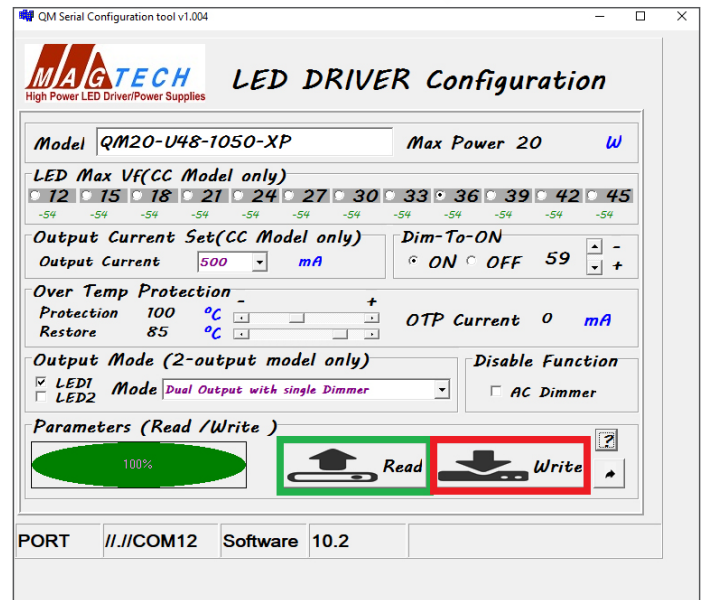 QM Serial Configuration tool v1.004
MAGTECH
High Power LED Driver/Power Supplies
LED DRIVER Configuration
Model QM20-U48-1050-XP Max Power 20 W
LED Max Vf(CC Model only)
12 15 18 21 24 27 30 33 36 39 42 45
-54 -54 -54 -54 -54 -54 -54 -54 -54 -54 -54 -54
Output Current Set(CC Model only)
Output Current 500 mA
Dim-To-ON
ON OFF 59 - +
Over Temp Protection - +
Protection 100 ºC
Restore 85 ºC
OTP Current 0 mA
Output Mode (2-output model only)
LED1
LED2
Mode Dual Output with single Dimmer
Disable Function
AC Dimmer
Parameters (Read /Write )
?
100% Read Write
PORT //.//COM12 Software 10.2